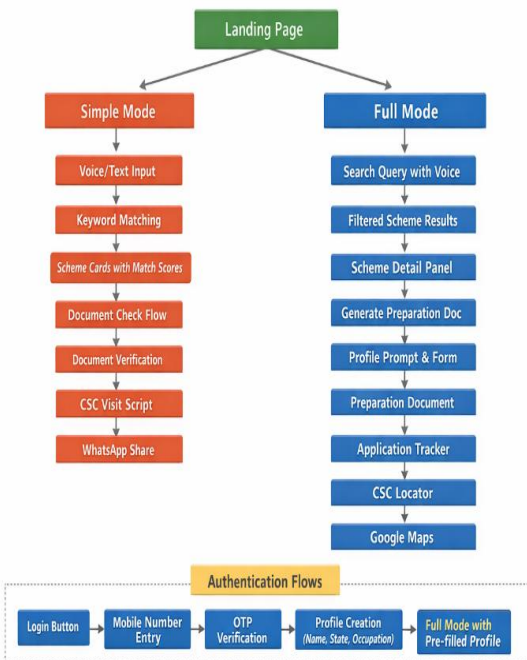 Landing Page
Simple Mode
Voice/Text Input
Keyword Matching
Scheme Cards with Match Scores
Document Check Flow
Document Verification
CSC Visit Script
WhatsApp Share
Full Mode
Search Query with Voice
Filtered Scheme Results
Scheme Detail Panel
Generate Preparation Doc
Profile Prompt & Form
Preparation Document
Application Tracker
CSC Locator
Google Maps
Authentication Flows
Login Button
Mobile Number
Entry
OTP
Verification
Profile Creation
(Name, State, Occupation)
Full Mode with
Pre-filled Profile